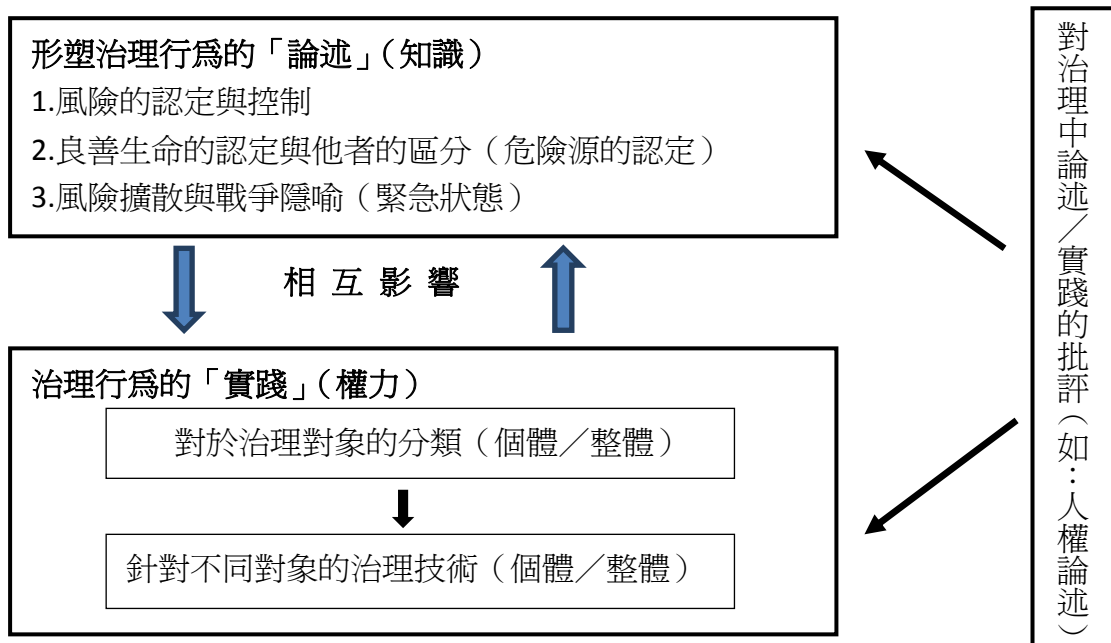 形塑治理行爲的「論述」(知識)
1.風險的認定與控制
2.良善生命的認定與他者的區分（危險源的認定）
3.風險擴散與戰爭隱喻（緊急狀態）
相 互 影 響
治理行爲的「實踐」(權力)
對於治理對象的分類（個體／整體）
針對不同對象的治理技術（個體／整體）
對治理中論述／實踐的批評（如：人權論述）